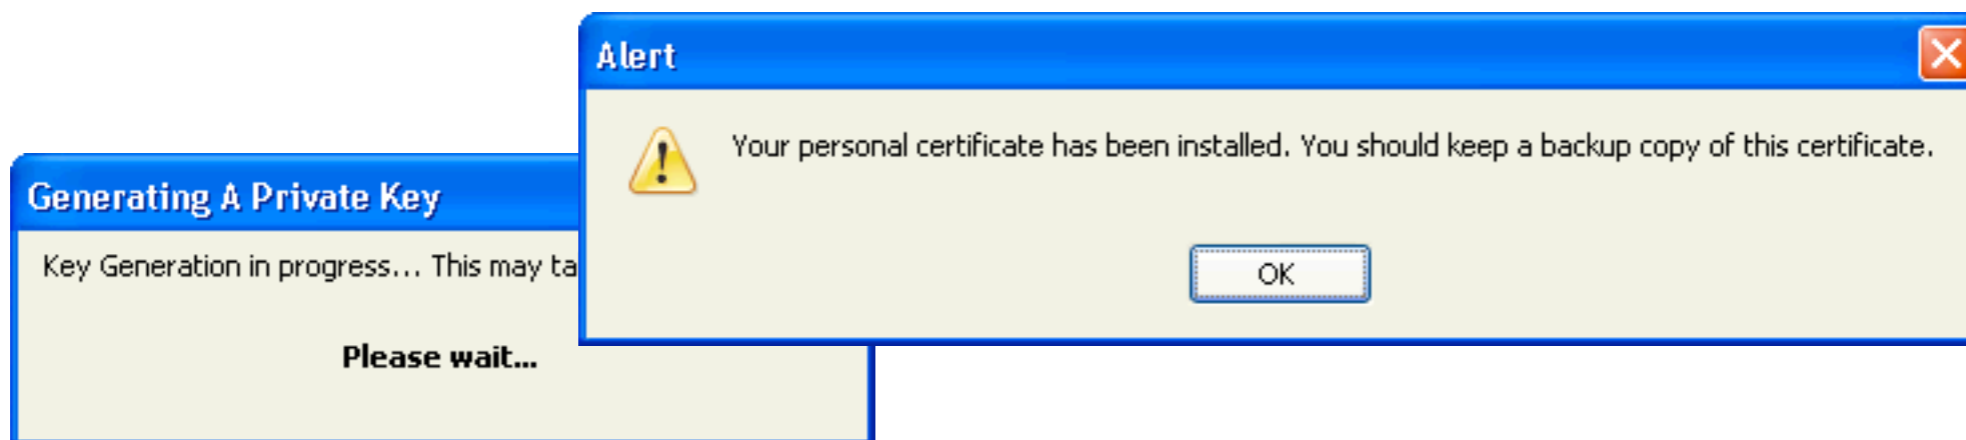 Alert
Your personal certificate has been installed. You should keep a backup copy of this certificate.
OK
Generating A Private Key
Key Generation in progress... This may
Please wait...